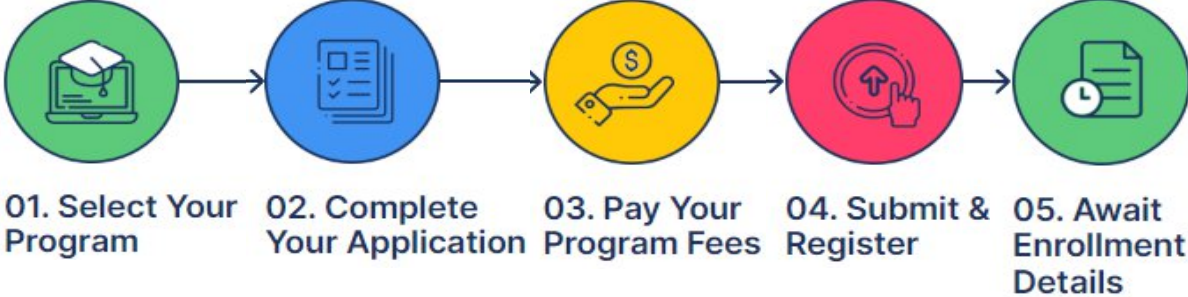 $
01. Select Your
Program
02. Complete
Your Application
03. Pay Your
Program Fees
04. Submit &
Register
05. Await
Enrollment
Details